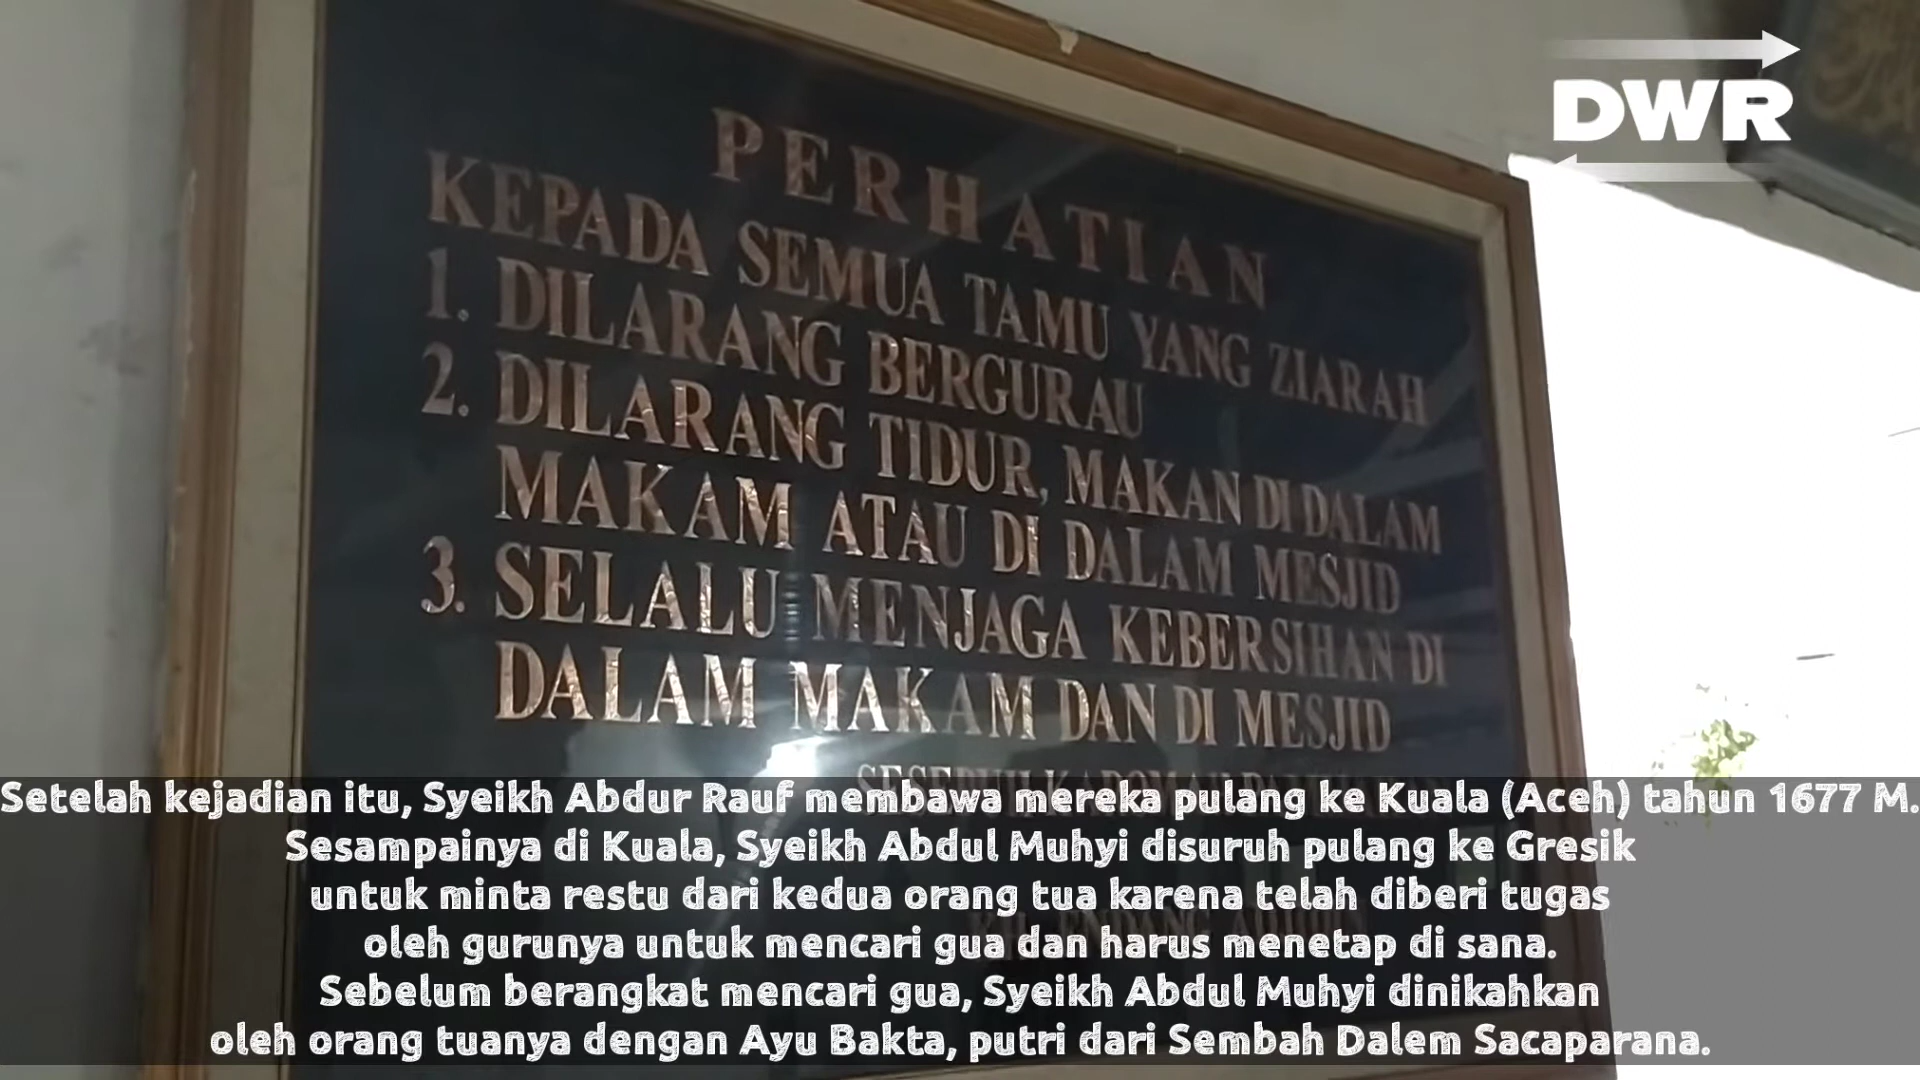 DWR
PERHATIAN
KEPADA SEMUA TAMU YANG ZIARAH
1. DILARANG BERGURAU
2. DILARANG TIDUR, MAKAN DI DALAM
MAKAM ATAU DI DALAM MESJID
3. SELALU MENJAGA KEBERSIHAN DI
DALAM MAKAM DAN DI MESJID
Setelah kejadian itu, Syeikh Abdur Rauf membawa mereka pulang ke Kuala (Aceh) tahun 1677 M.
Sesampainya di Kuala, Syeikh Abdul Muhyi disuruh pulang ke Gresik
untuk minta restu dari kedua orang tua karena telah diberi tugas
oleh gurunya untuk mencari gua dan harus menetap di sana.
Sebelum berangkat mencari gua, Syeikh Abdul Muhyi dinikahkan
oleh orang tuanya dengan Ayu Bakta, putri dari Sembah Dalem Sacaparana.